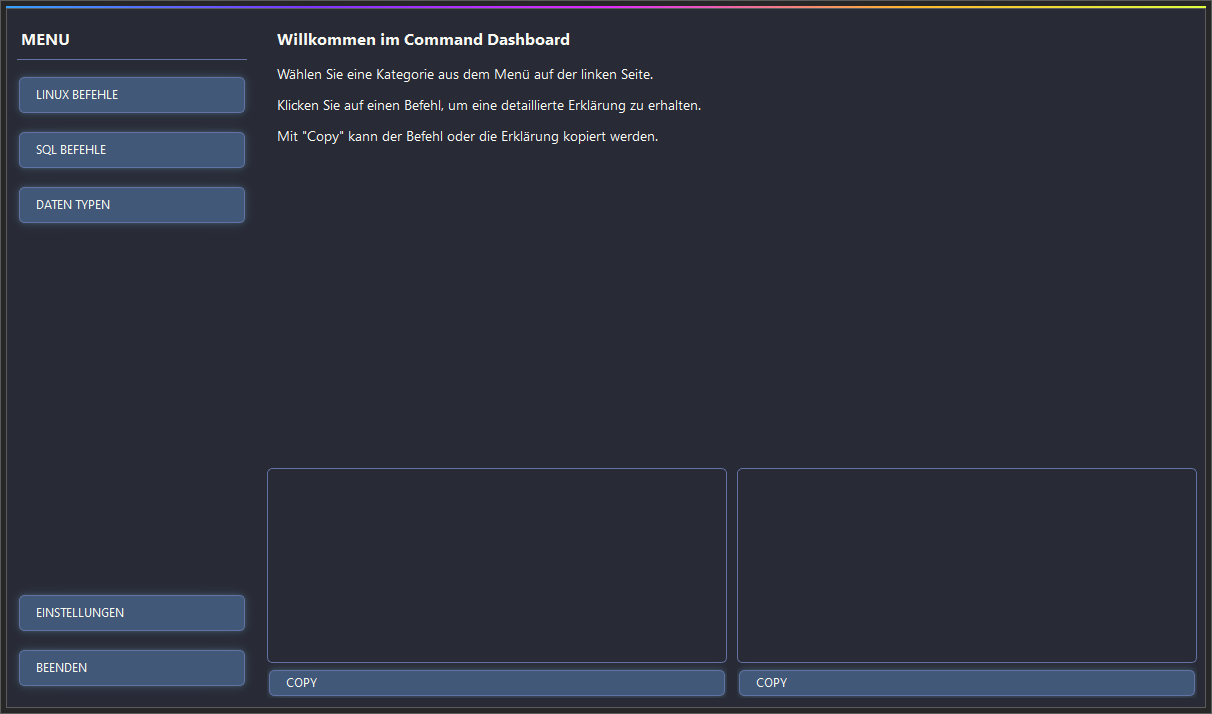 MENU
LINUX BEFEHLE
SQL BEFEHLE
DATEN TYPEN
EINSTELLUNGEN
BEENDEN
Willkommen im Command Dashboard
Wählen Sie eine Kategorie aus dem Menü auf der linken Seite.
Klicken Sie auf einen Befehl, um eine detaillierte Erklärung zu erhalten.
Mit "Copy" kann der Befehl oder die Erklärung kopiert werden.
COPY
COPY